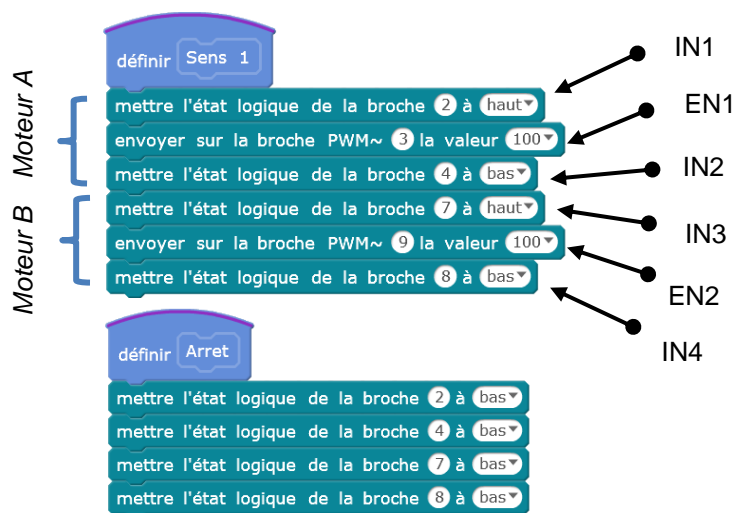 définir Sens 1
mettre l'état logique de la broche 2 à haut
envoyer sur la broche PWM~ 3 la valeur 100
mettre l'état logique de la broche 4 à bas
mettre l'état logique de la broche 7 à haut
envoyer sur la broche PWM~ 9 la valeur 100
mettre l'état logique de la broche 8 à bas
Moteur A
Moteur B
IN1
EN1
IN2
IN3
EN2
IN4
définir Arret
mettre l'état logique de la broche 2 à bas
mettre l'état logique de la broche 4 à bas
mettre l'état logique de la broche 7 à bas
mettre l'état logique de la broche 8 à bas